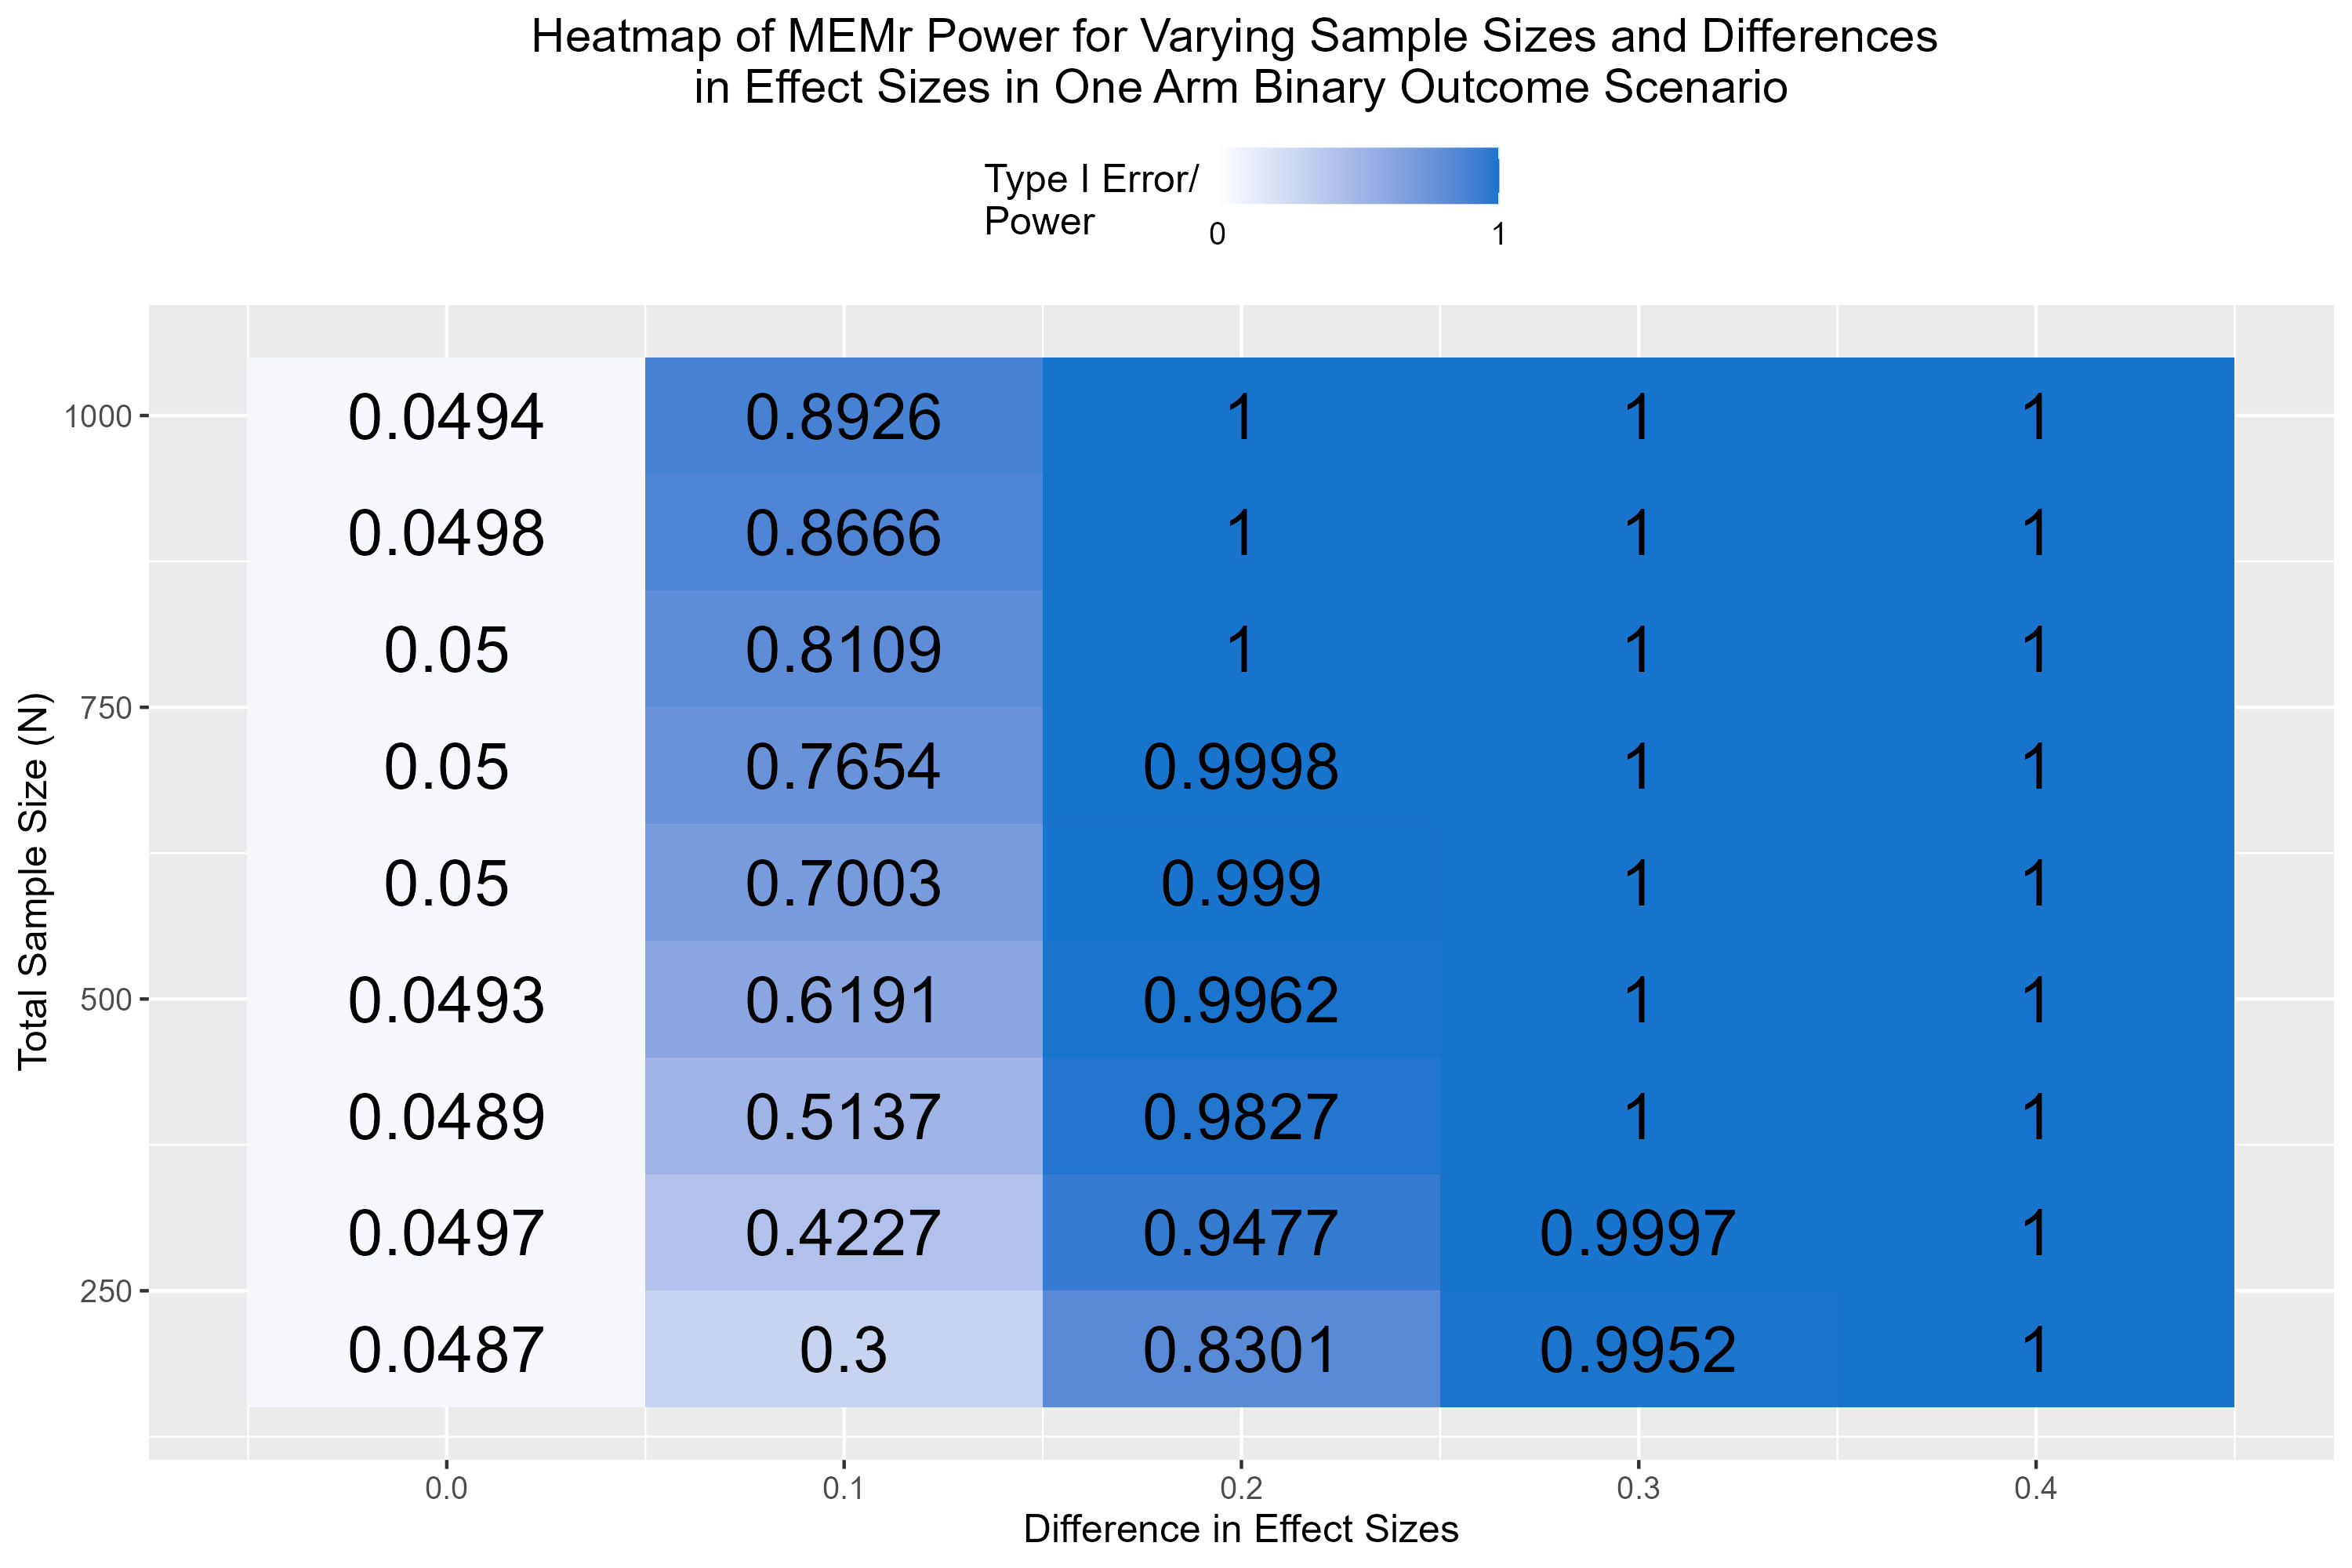 Heatmap of MEMr Power for Varying Sample Sizes and Differences
in Effect Sizes in One Arm Binary Outcome Scenario
Type I Error/
Power
0 1
Total Sample Size (N)
1000
0.0494 0.8926 1 1 1
0.0498 0.8666 1 1 1
0.05 0.8109 1 1 1
750
0.05 0.7654 0.9998 1 1
0.05 0.7003 0.999 1 1
500
0.0493 0.6191 0.9962 1 1
0.0489 0.5137 0.9827 1 1
0.0497 0.4227 0.9477 0.9997 1
250
0.0487 0.3 0.8301 0.9952 1
0.0 0.1 0.2 0.3 0.4
Difference in Effect Sizes